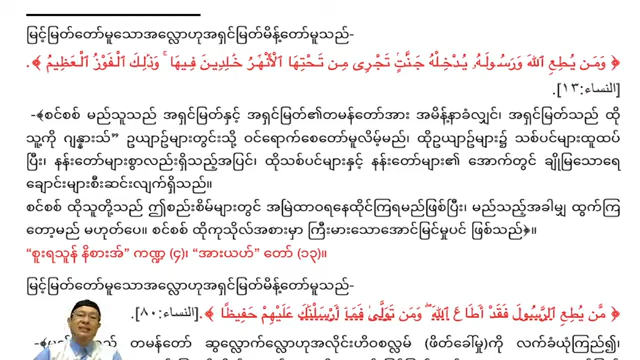 မြင့်မြတ်တော်မူသောအလ္လောဟုအရှင်မြတ်မိန့်တော်မူသည်-
﴿ وَمَن يُطِعِ ٱللَّهَ وَرَسُولَهُۥ يُدْخِلْهُ جَنَّٰتٍ تَجْرِى مِن تَحْتِهَا ٱلْأَنْهَٰرُ خَٰلِدِينَ فِيهَا ۚ وَذَٰلِكَ ٱلْفَوْزُ ٱلْعَظِيمُ ﴾.
[النساء:١٣].
-﴾စင်စစ် မည်သူသည် အရှင်မြတ်နှင့် အရှင်မြတ်၏တမန်တော်အား အမိန့်နာခံလျှင်၊ အရှင်မြတ်သည် ထို
သူ့ကို ဂျန္နားသ် ဥယျာဥ်များတွင်းသို့ ဝင်ရောက်စေတော်မူလိမ့်မည်၊ ထိုဥယျာဥ်များ၌ သစ်ပင်များထူထပ်
ပြီး၊ နန်းတော်များစွာလည်းရှိသည့်အပြင်၊ ထိုသစ်ပင်များနှင့် နန်းတော်များ၏ အောက်တွင် ချိုမြသောရေ
ချောင်းများစီးဆင်းလျက်ရှိသည်။
စင်စစ် ထိုသူတို့သည် ဤစည်းစိမ်များတွင် အမြဲထာဝရနေထိုင်ကြရမည်ဖြစ်ပြီး၊ မည်သည့်အခါမျှ ထွက်ကြ
တော့မည် မဟုတ်ပေ။ စင်စစ် ထိုကုသိုလ်အစားမှာ ကြီးမားသောအောင်မြင်မှုပင် ဖြစ်သည်﴿။
“စူးရသွန် နိစားအ်” ကဏ္ဍ (၄)၊ “အားယဟ်” တော် (၁၃)။
မြင့်မြတ်တော်မူသောအလ္လောဟုအရှင်မြတ်မိန့်တော်မူသည်-
﴿ مَّن يُطِعِ ٱلرَّسُولَ فَقَدْ أَطَاعَ ٱللَّهَ ۖ وَمَن تَوَلَّىٰ فَمَآ أَرْسَلْنَٰكَ عَلَيْهِمْ حَفِيظًا ﴾.[النساء:٨٠].
တမန်တော် ဆွလ္လောလ္လောဟုအလိုင်းဟိဝစလ္လမ် (ဖိတ်ခေါ်မှု)ကို လက်ခံယုံကြည်၍၊